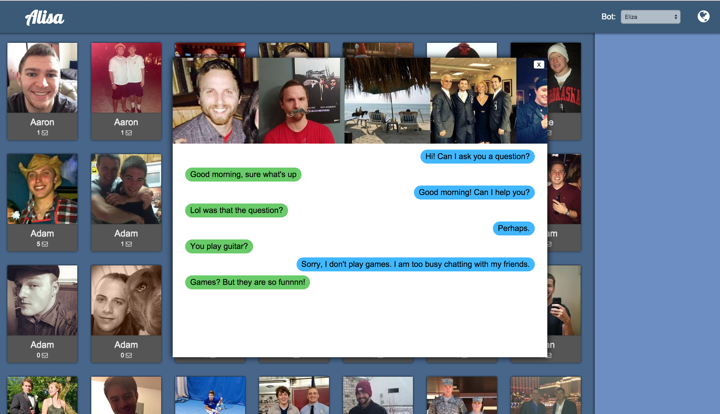 Alisa
Bot: Eliza
Aaron
1
Aaron
1
x
Hi! Can I ask you a question?
Good morning, sure what's up
Good morning! Can I help you?
Adam
5
Adam
1
Lol was that the question?
Perhaps.
You play guitar?
Sorry, I don't play games. I am too busy chatting with my friends.
Games? But they are so funnnn!
Adam
0
Adam
0